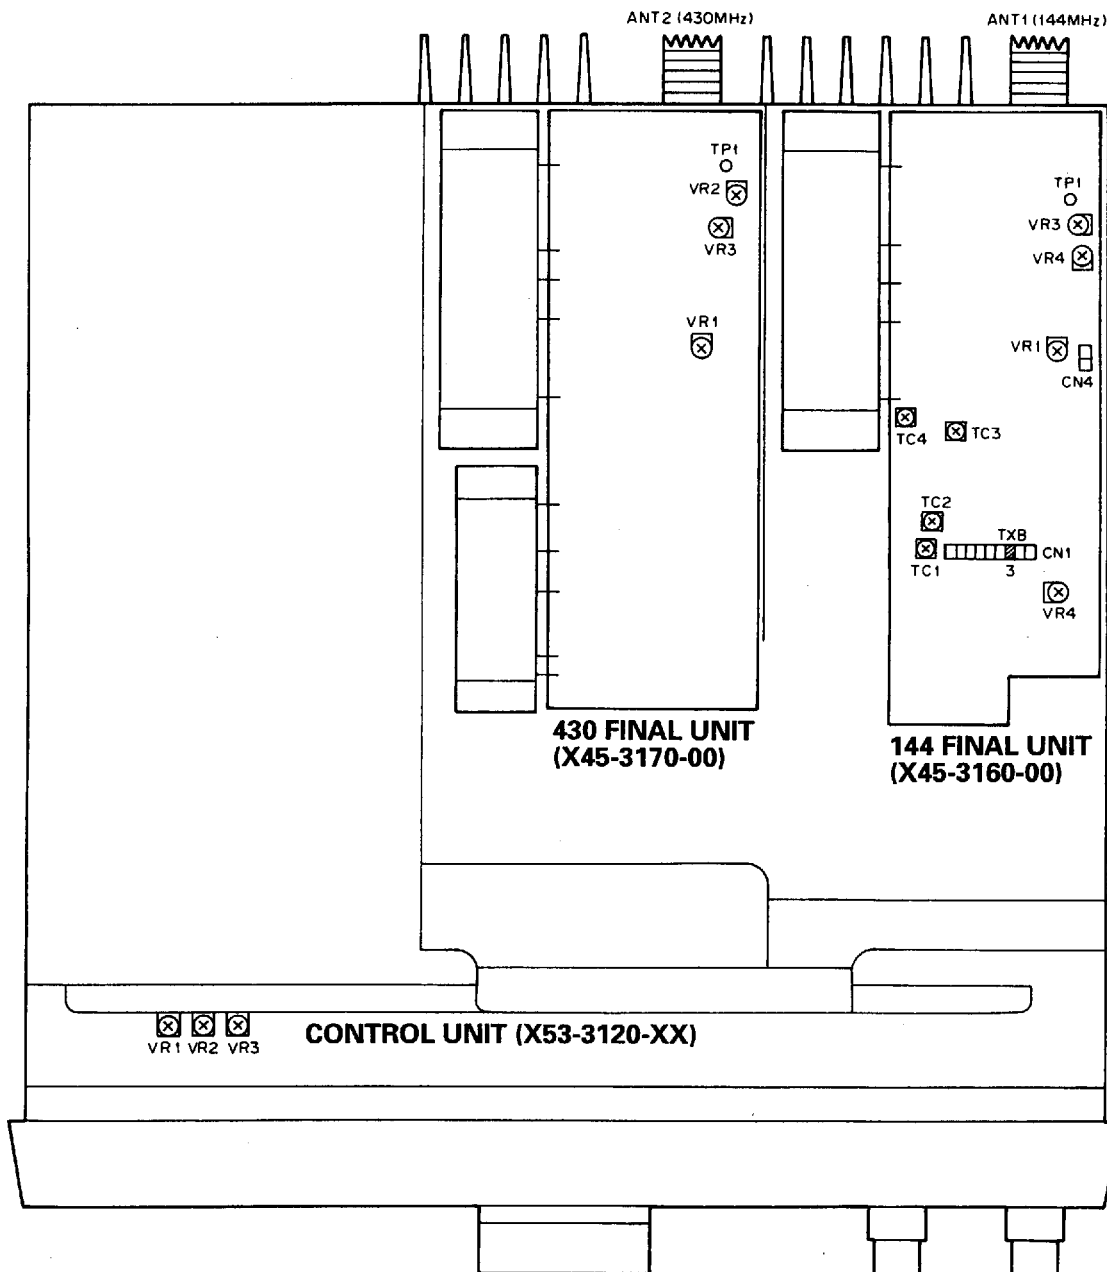 ANT2 (430MHz)
ANT1 (144MHz)
TP1
VR2
VR3
VR1
TP1
VR3
VR4
VR1
CN4
TC4
TC3
TC2
TXB
CN1
TC1
3
VR4
430 FINAL UNIT
(X45-3170-00)
144 FINAL UNIT
(X45-3160-00)
CONTROL UNIT (X53-3120-XX)
VR1 VR2 VR3